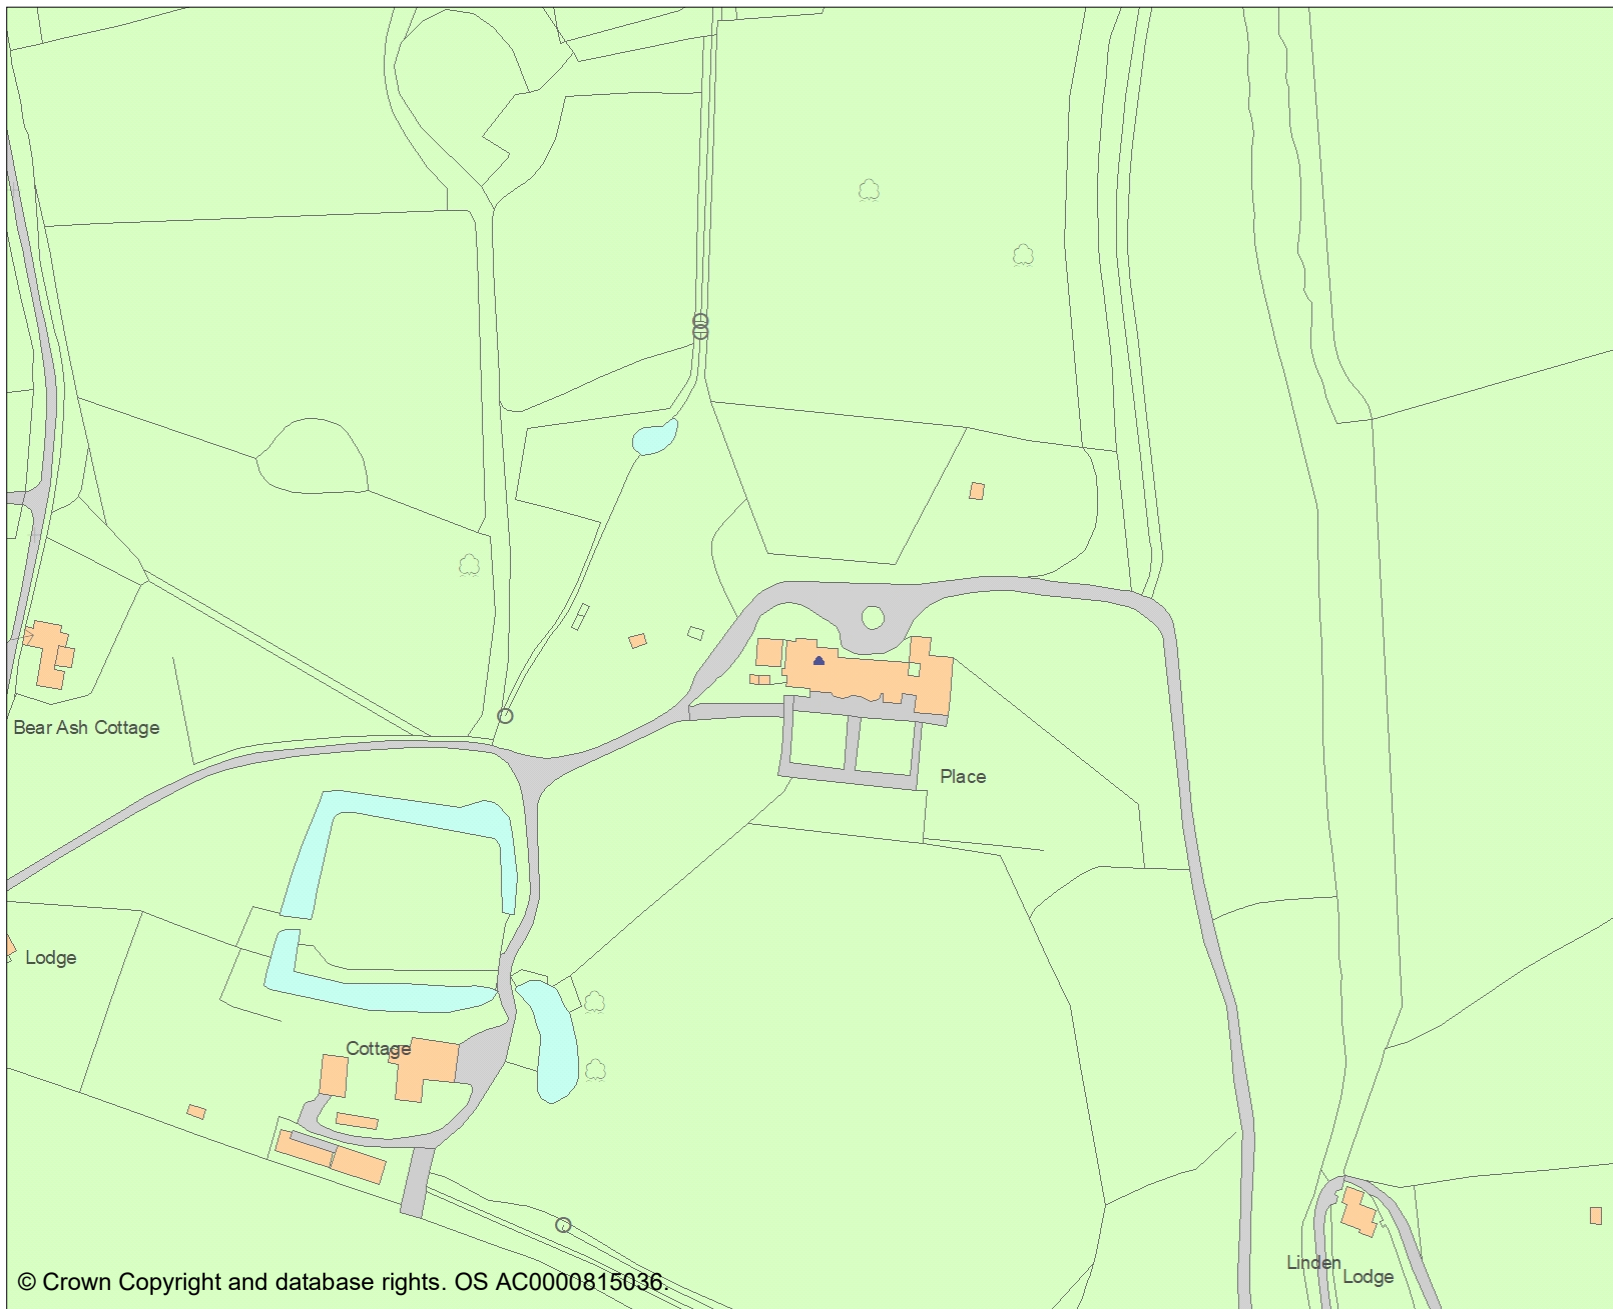 Bear Ash Cottage
Place
Lodge
Cottage
Linden
Lodge
© Crown Copyright and database rights. OS AC0000815036.